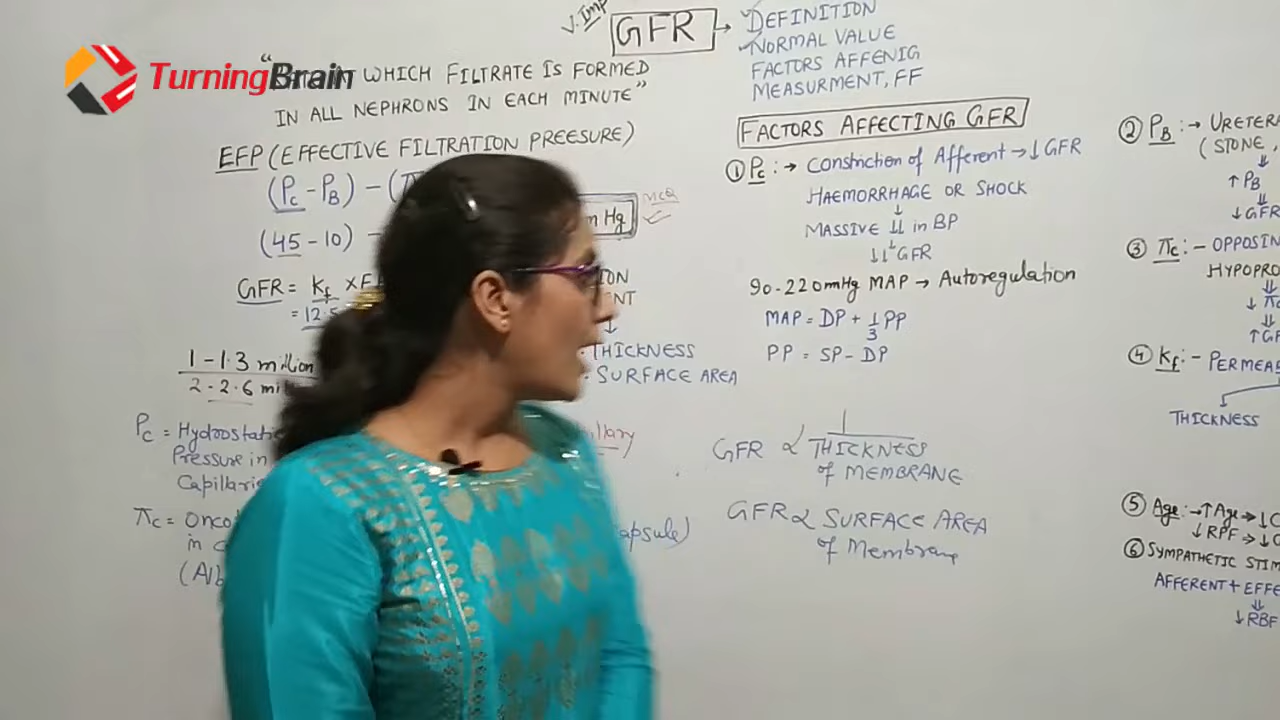 TurningBrain
V. Imp
GFR → DEFINITION
NORMAL VALUE
FACTORS AFFENIG
MEASURMENT, FF
IN WHICH FILTRATE IS FORMED
IN ALL NEPHRONS IN EACH MINUTE"
EFP (EFFECTIVE FILTRATION PREESURE)
(Pc - PB) - (π
(45 - 10) -
m Hg
MCQ
GFR = Kf × F
= 12.5
1 - 1.3 million
2 - 2.6 mi
THICKNESS
SURFACE AREA
Pc = Hydrostati
Pressure in
Capillari
llary
πc = Onco
in c
(Alb
apsule)
FACTORS AFFECTING GFR
① Pc :→ Constriction of Afferent → ↓ GFR
HAEMORRHAGE OR SHOCK
↓
MASSIVE ↓↓ in BP
↓
↓↓ GFR
90-220mmHg MAP → Autoregulation
MAP = DP + 1/3 PP
PP = SP - DP
GFR ∝ 1/THICKNESS
of MEMBRANE
GFR ∝ SURFACE AREA
of Membrane
② PB :→ URETERA
(STONE,
↓
↑ PB
↓
↓ GFR
③ πc :- OPPOSIN
HYPOPRO
⇓
↓ πc
⇓
↑ GF
④ Kf :- PERMEA
THICKNESS
⑤ Age :→ ↑ Age → ↓
↓ RPF → ↓
⑥ SYMPATHETIC STIM
AFFERENT + EFFE
⇓
↓ RBF